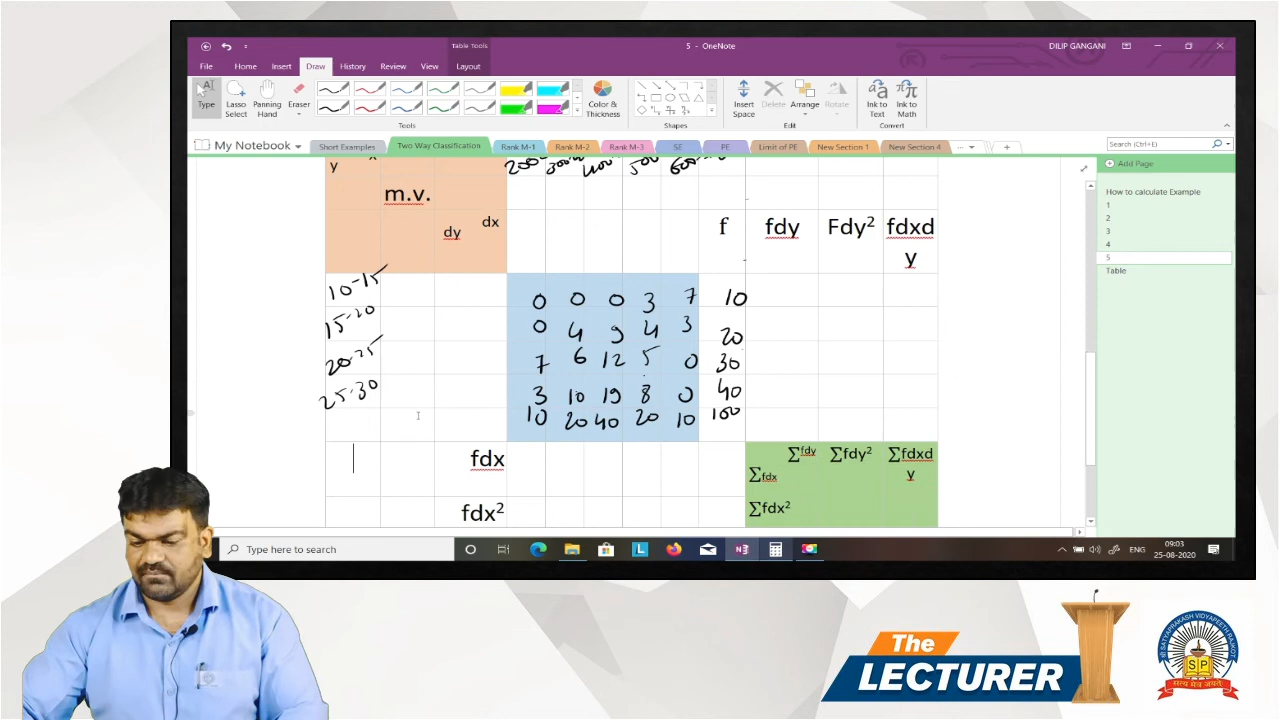 Table Tools
5 - OneNote
DILIP GANGANI
File Home Insert Draw History Review View Layout
Type
Lasso Select
Panning Hand
Eraser
Color & Thickness
Insert Space
Delete
Arrange
Rotate
Ink to Text
Ink to Math
Tools
Shapes
Edit
Convert
My Notebook
Short Examples
Two Way Classification
Rank M-1
Rank M-2
Rank M-3
SE
PE
Limit of PE
New Section 1
New Section 4
Search (Ctrl+E)
Add Page
How to calculate Example
1
2
3
4
5
Table
y
m.v.
dy dx
f fdy Fdy² fdxd
y
10-15 0 0 0 3 7 10
15-20 0 4 9 4 3 20
20-25 7 6 12 5 0 30
25-30 3 10 19 8 0 40
10 20 40 20 10 100
fdx
∑fdy ∑fdy² ∑fdxd
y
∑fdx
fdx²
∑fdx²
Type here to search
ENG
09:03
25-08-2020
The
LECTURER
SP